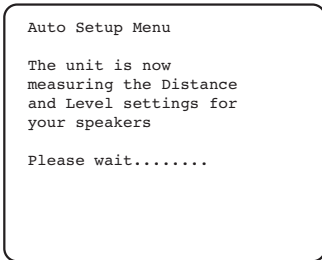 Auto Setup Menu
The unit is now
measuring the Distance
and Level settings for
your speakers
Please wait........